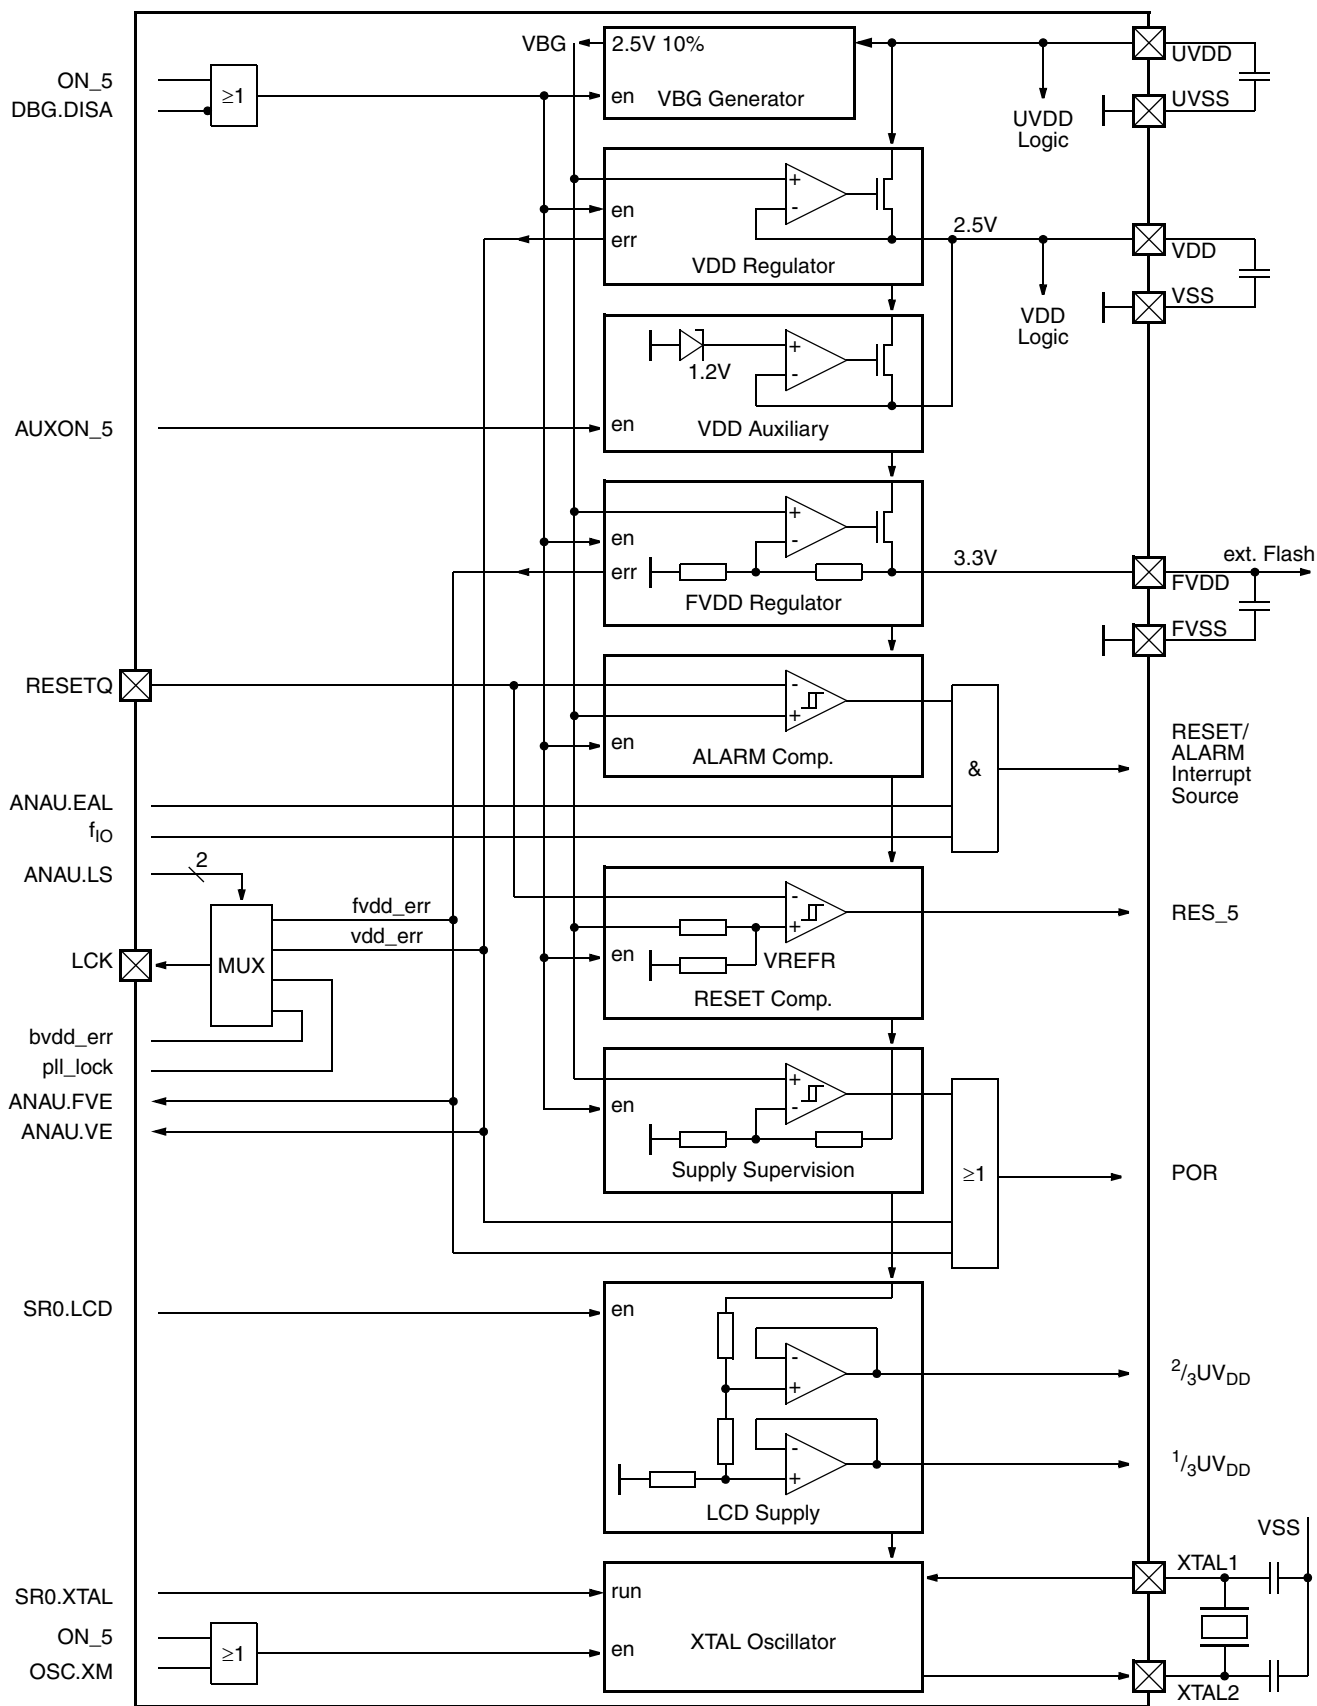 VBG
2.5V 10%
UVDD
ON_5
≥1
DBG.DISA
en
VBG Generator
UVSS
UVDD
Logic
+
-
en
2.5V
err
VDD
VDD Regulator
VSS
VDD
Logic
+
1.2V
-
AUXON_5
en
VDD Auxiliary
+
-
en
3.3V
ext. Flash
err
FVDD
FVDD Regulator
FVSS
RESETQ
-
+
en
ALARM Comp.
&
RESET/
ALARM
Interrupt
Source
ANAU.EAL
fIO
ANAU.LS
2
fvdd_err
-
+
RES_5
vdd_err
LCK
MUX
en
VREFR
RESET Comp.
bvdd_err
pll_lock
ANAU.FVE
+
-
en
ANAU.VE
Supply Supervision
≥1
POR
SR0.LCD
en
-
+
2/3UVDD
-
+
1/3UVDD
LCD Supply
VSS
XTAL1
SR0.XTAL
run
ON_5
≥1
en
XTAL Oscillator
OSC.XM
XTAL2